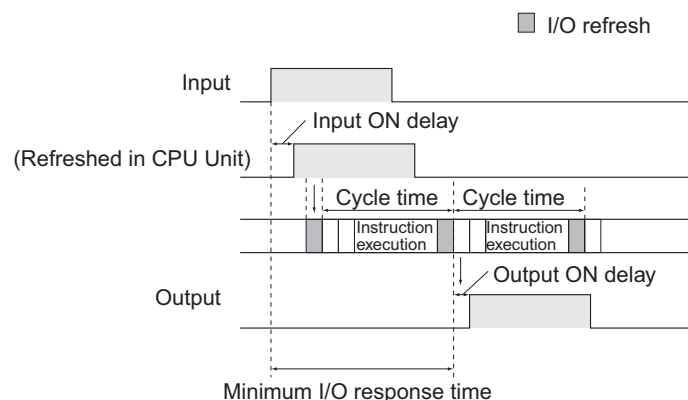 I/O refresh
Input
Input ON delay
(Refreshed in CPU Unit)
Cycle time
Cycle time
Instruction
execution
Instruction
execution
Output ON delay
Output
Minimum I/O response time